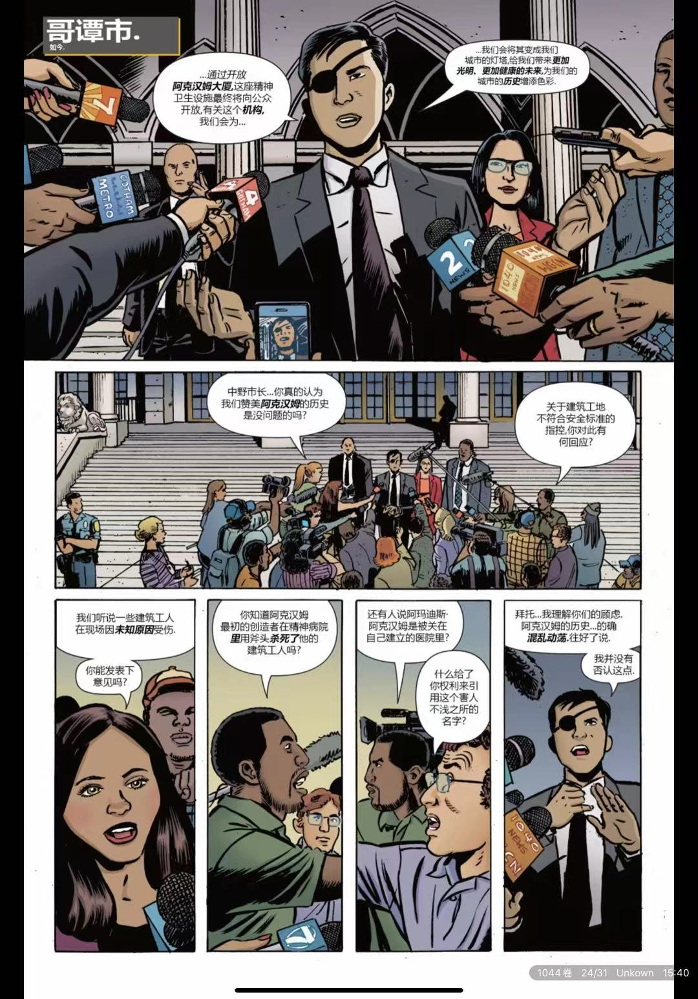 哥谭市.
如今.
...通过开放
阿克汉姆大厦,这座精神
卫生设施最终将向公众
开放,有关这个机构,
我们会为...
...我们会将其变成我们
城市的灯塔,给我们带来更加
光明、更加健康的未来,为我们的
城市的历史增添色彩.
7
GOTHAM
METRO
4
GOTHAM
2
NEWS
1040
NEWS
1040
NEWS
WGCN
中野市长...你真的认为
我们赞美阿克汉姆的历史
是没问题的吗?
关于建筑工地
不符合安全标准的
指控,你对此有
何回应?
我们听说一些建筑工人
在现场因未知原因受伤.
你能发表下
意见吗?
你知道阿克汉姆
最初的创造者在精神病院
里用斧头杀死了他的
建筑工人吗?
还有人说阿玛迪斯·
阿克汉姆是被关在
自己建立的医院里?
什么给了
你权利来引
用这个害人
不浅之所的
名字?
拜托...我理解你们的顾虑.
阿克汉姆的历史...的确
混乱动荡.往好了说.
我并没有
否认这点.
1040
NEWS
1044卷 24/31 Unkown 15:40